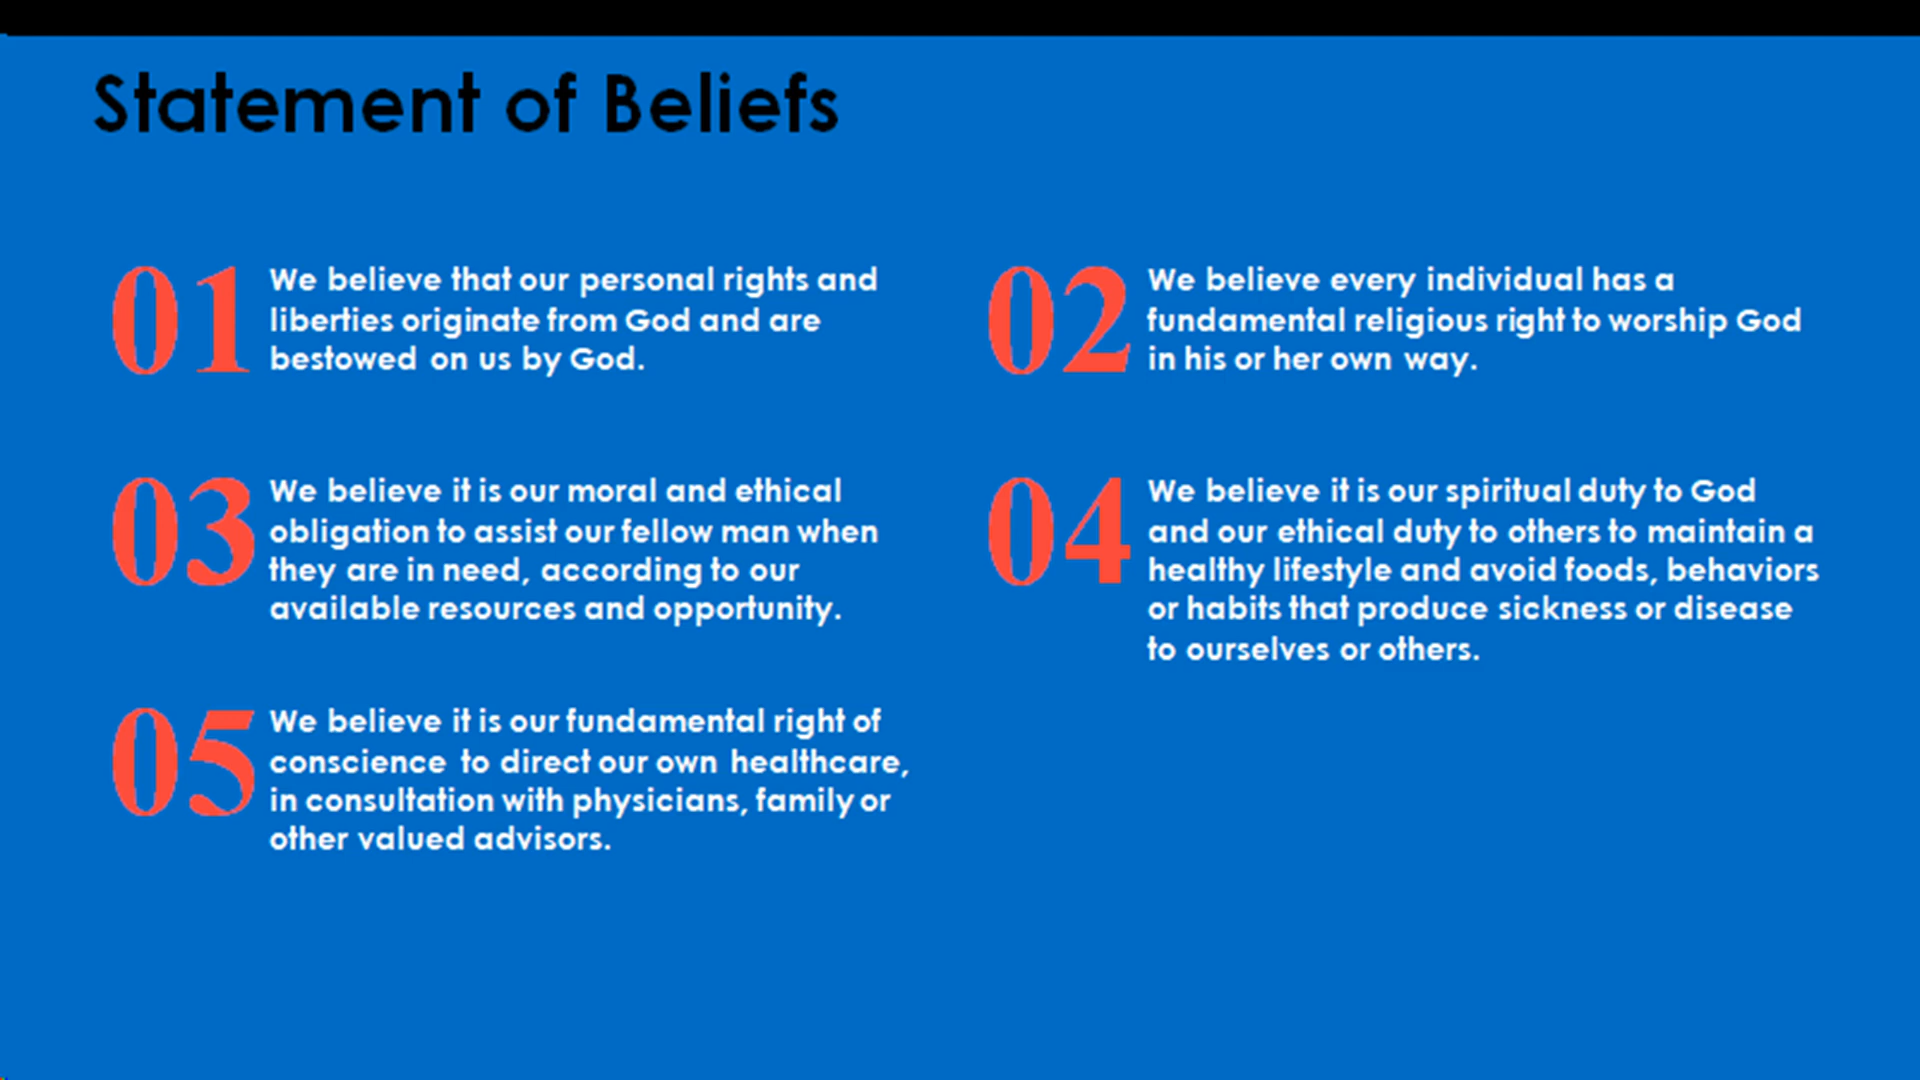 Statement of Beliefs
01
We believe that our personal rights and
liberties originate from God and are
bestowed on us by God.
02
We believe every individual has a
fundamental religious right to worship God
in his or her own way.
03
We believe it is our moral and ethical
obligation to assist our fellow man when
they are in need, according to our
available resources and opportunity.
04
We believe it is our spiritual duty to God
and our ethical duty to others to maintain a
healthy lifestyle and avoid foods, behaviors
or habits that produce sickness or disease
to ourselves or others.
05
We believe it is our fundamental right of
conscience to direct our own healthcare,
in consultation with physicians, family or
other valued advisors.